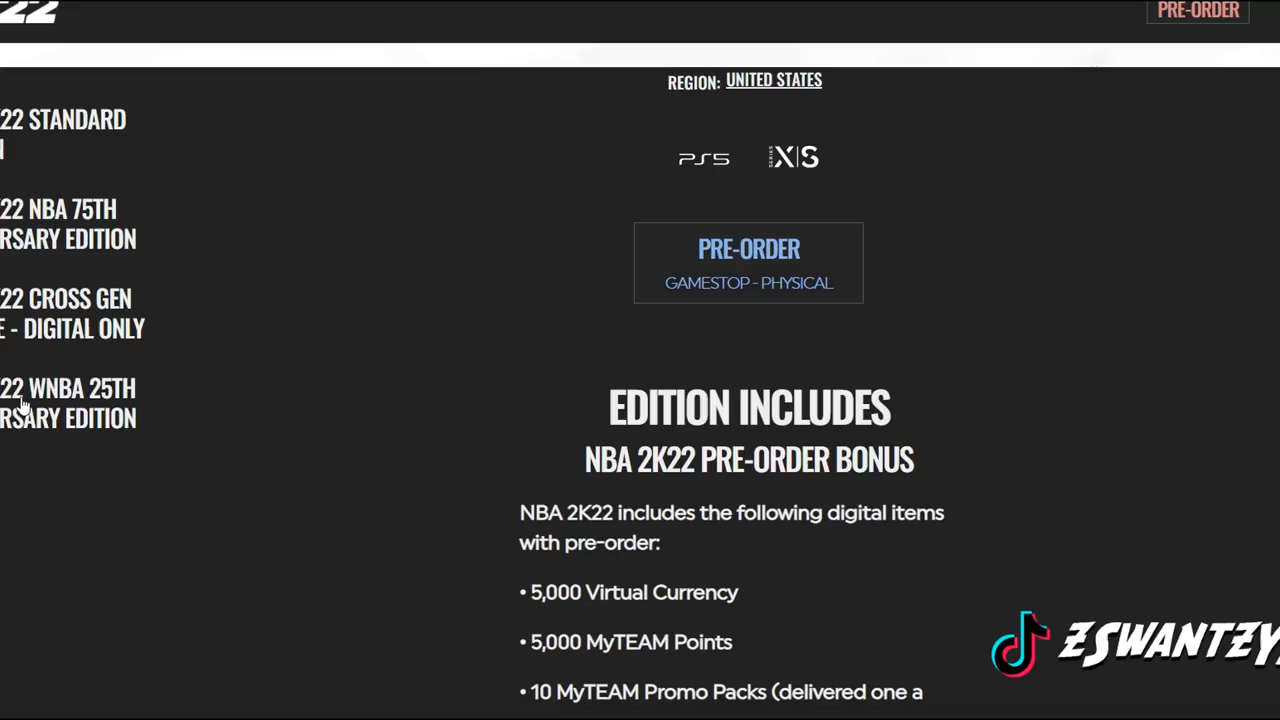 22
PRE-ORDER
REGION: UNITED STATES
22 STANDARD
N
PS5
SERIES X|S
22 NBA 75TH
RSARY EDITION
PRE-ORDER
GAMESTOP - PHYSICAL
22 CROSS GEN
E - DIGITAL ONLY
22 WNBA 25TH
RSARY EDITION
EDITION INCLUDES
NBA 2K22 PRE-ORDER BONUS
NBA 2K22 includes the following digital items
with pre-order:
• 5,000 Virtual Currency
• 5,000 MyTEAM Points
• 10 MyTEAM Promo Packs (delivered one a
ZSWANTZY